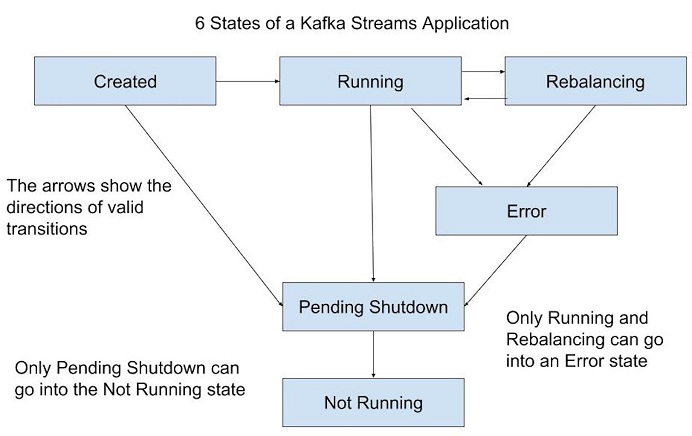 6 States of a Kafka Streams Application
Created
Running
Rebalancing
The arrows show the
directions of valid
transitions
Error
Pending Shutdown
Only Running and
Rebalancing can go
into an Error state
Only Pending Shutdown can
go into the Not Running state
Not Running